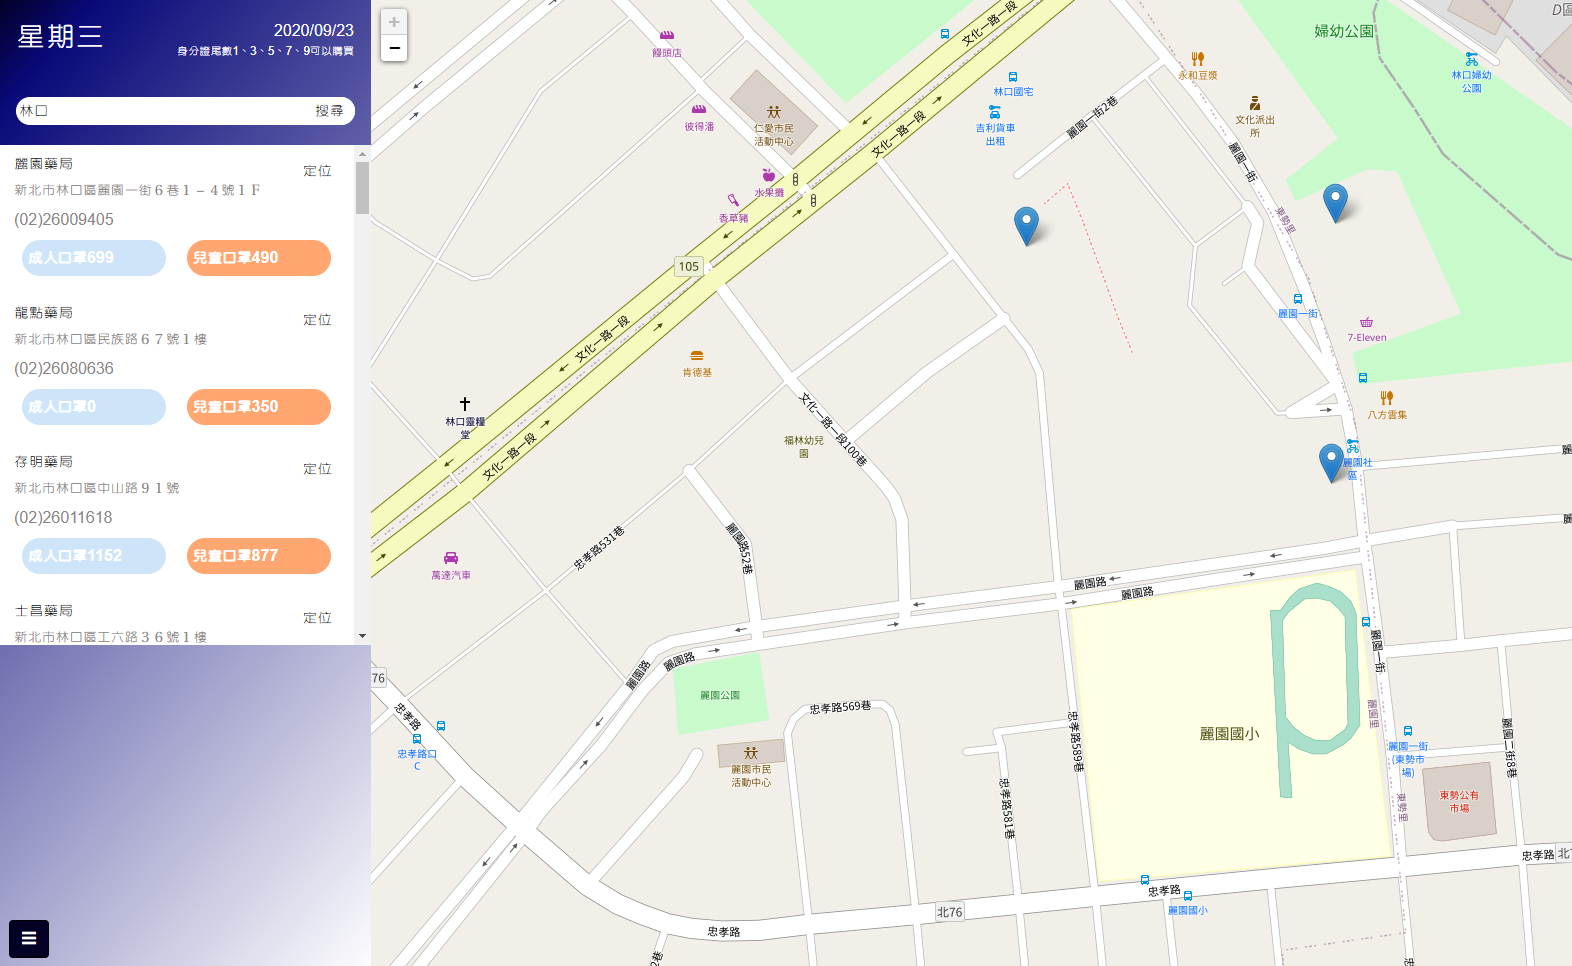 星期三
2020/09/23
身分證尾數1、3、5、7、9可以購買
林口
搜尋
麗園藥局
定位
新北市林口區麗園一街６巷１－４號１Ｆ
(02)26009405
成人口罩699
兒童口罩490
龍點藥局
定位
新北市林口區民族路６７號１樓
(02)26080636
成人口罩0
兒童口罩350
存明藥局
定位
新北市林口區中山路９１號
(02)26011618
成人口罩1152
兒童口罩877
士昌藥局
定位
新北市林口區工六路３６號１樓
+
−
饅頭店
彼得潘
仁愛市民
活動中心
水果攤
香草豬
105
文化一路一段
文化一路一段
文化一路一段
文化一路一段
林口國宅
吉利貨車
出租
永和豆漿
文化派出
所
麗園一街2巷
麗園一街
東勢里
婦幼公園
林口婦幼
公園
D區
麗園一街
7-Eleven
八方雲集
麗園社
區
肯德基
林口靈糧
堂
福林幼兒
園
文化一路一段100巷
忠孝路531巷
麗園路52巷
萬達汽車
麗園路
麗園路
麗園路
麗園路
麗園公園
麗園市民
活動中心
忠孝路569巷
忠孝路581巷
忠孝路589巷
麗園國小
麗園一街
麗園里
麗園一街
(東勢市
場)
麗園二街8巷
東勢公有
市場
東勢里
76
忠孝路
忠孝路口
C
忠孝路
北76
忠孝路
麗園國小
忠孝路